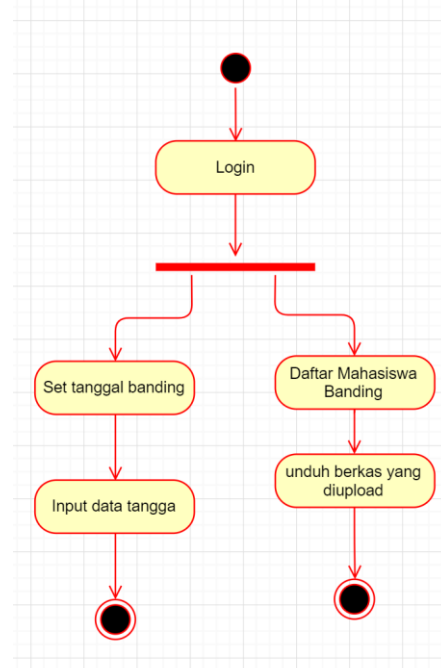 Login
Set tanggal banding
Daftar Mahasiswa
Banding
Input data tangga
unduh berkas yang
diupload